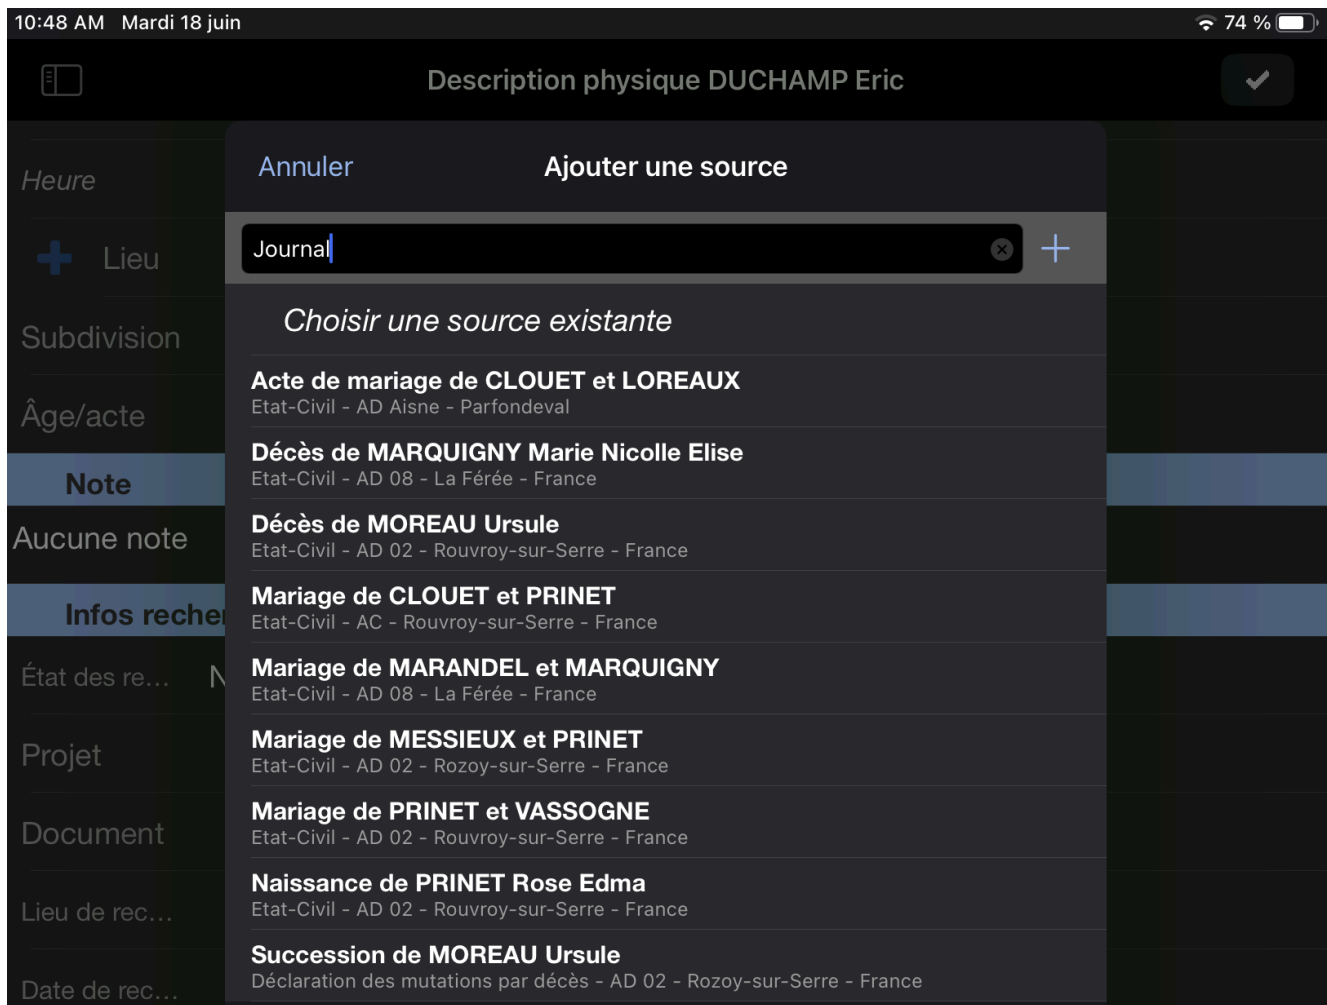 10:48 AM Mardi 18 juin
74 %
Description physique DUCHAMP Eric
Annuler
Ajouter une source
Heure
Journal
Lieu
Choisir une source existante
Subdivision
Acte de mariage de CLOUET et LOREAUX
Etat-Civil - AD Aisne - Parfondeval
Âge/acte
Décès de MARQUIGNY Marie Nicolle Elise
Etat-Civil - AD 08 - La Férée - France
Note
Décès de MOREAU Ursule
Etat-Civil - AD 02 - Rouvroy-sur-Serre - France
Aucune note
Mariage de CLOUET et PRINET
Etat-Civil - AC - Rouvroy-sur-Serre - France
Infos recher
Mariage de MARANDEL et MARQUIGNY
Etat-Civil - AD 08 - La Férée - France
État des re... N
Mariage de MESSIEUX et PRINET
Etat-Civil - AD 02 - Rozoy-sur-Serre - France
Projet
Mariage de PRINET et VASSOGNE
Etat-Civil - AD 02 - Rouvroy-sur-Serre - France
Document
Naissance de PRINET Rose Edma
Etat-Civil - AD 02 - Rouvroy-sur-Serre - France
Lieu de rec...
Succession de MOREAU Ursule
Déclaration des mutations par décès - AD 02 - Rozoy-sur-Serre - France
Date de rec...